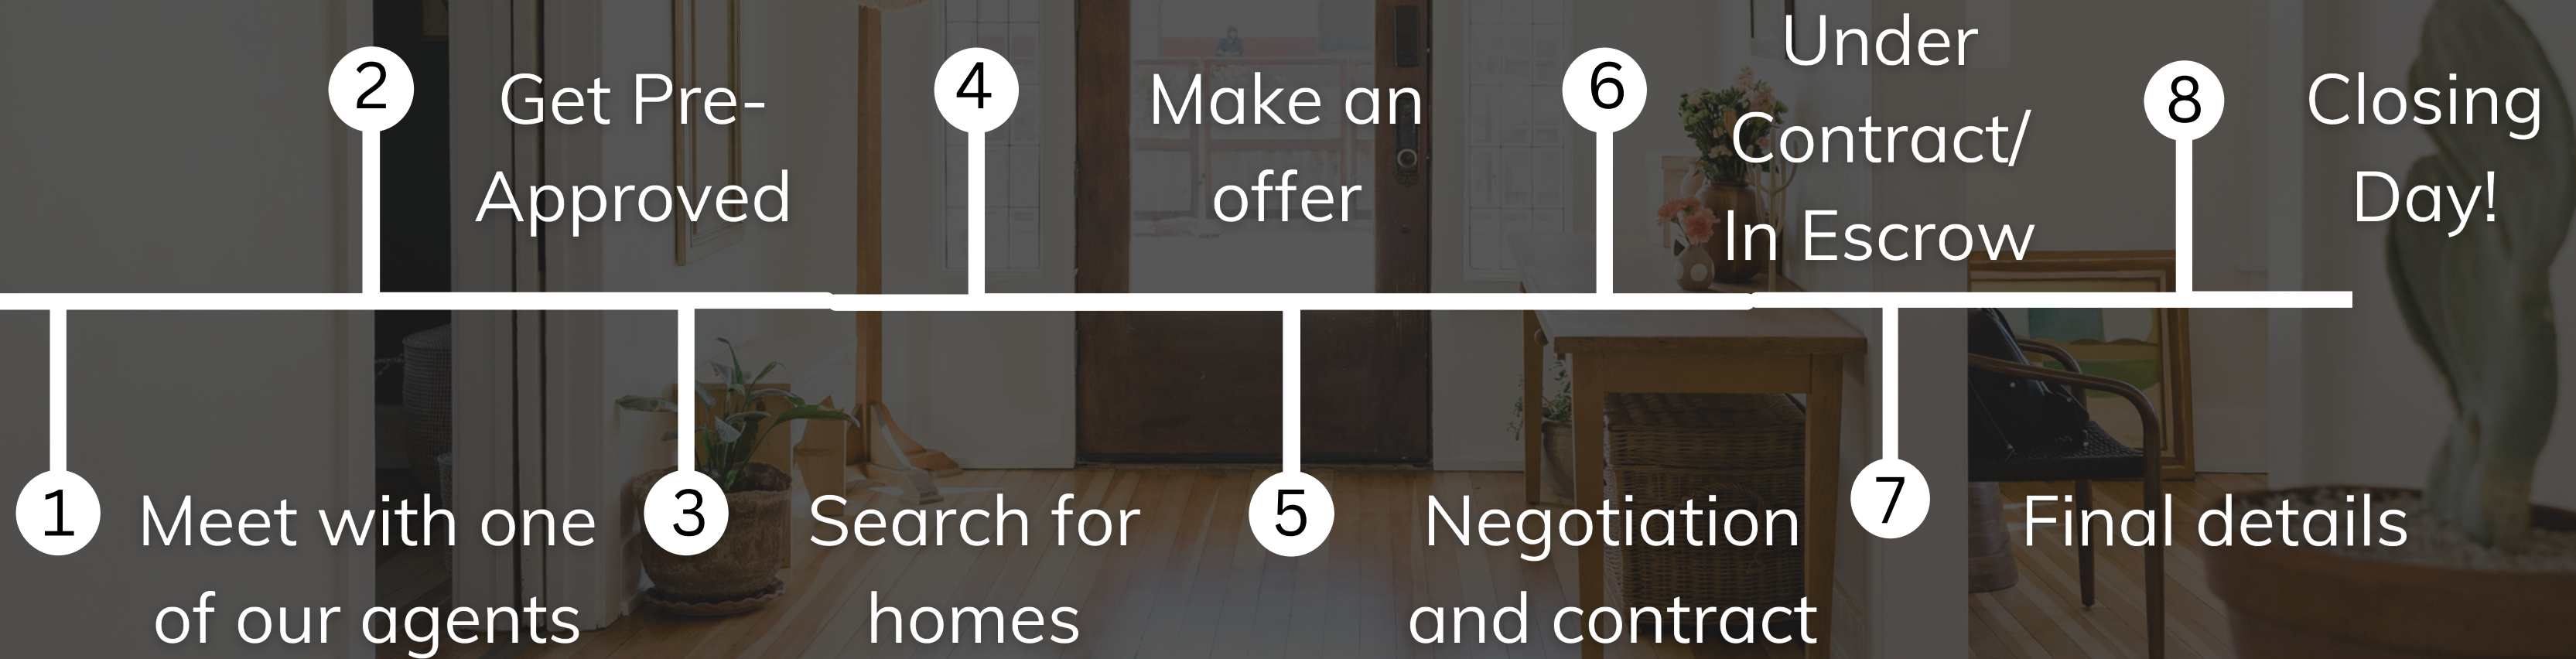 1
Meet with one
of our agents
2
Get Pre-
Approved
3
Search for
homes
4
Make an
offer
5
Negotiation
and contract
6
Under
Contract/
In Escrow
7
Final details
8
Closing
Day!